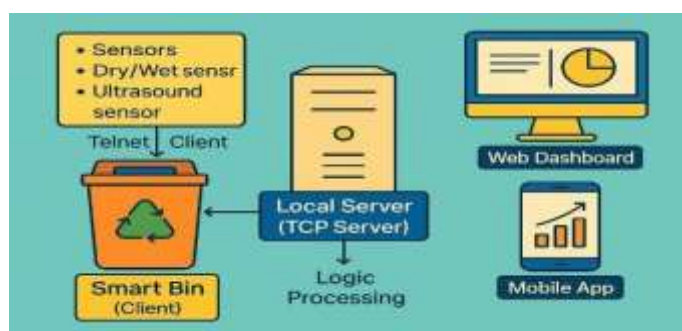 • Sensors
• Dry/Wet sensr
• Ultrasound
sensor
Telnet Client
Smart Bin
(Client)
Local Server
(TCP Server)
Logic
Processing
Web Dashboard
Mobile App